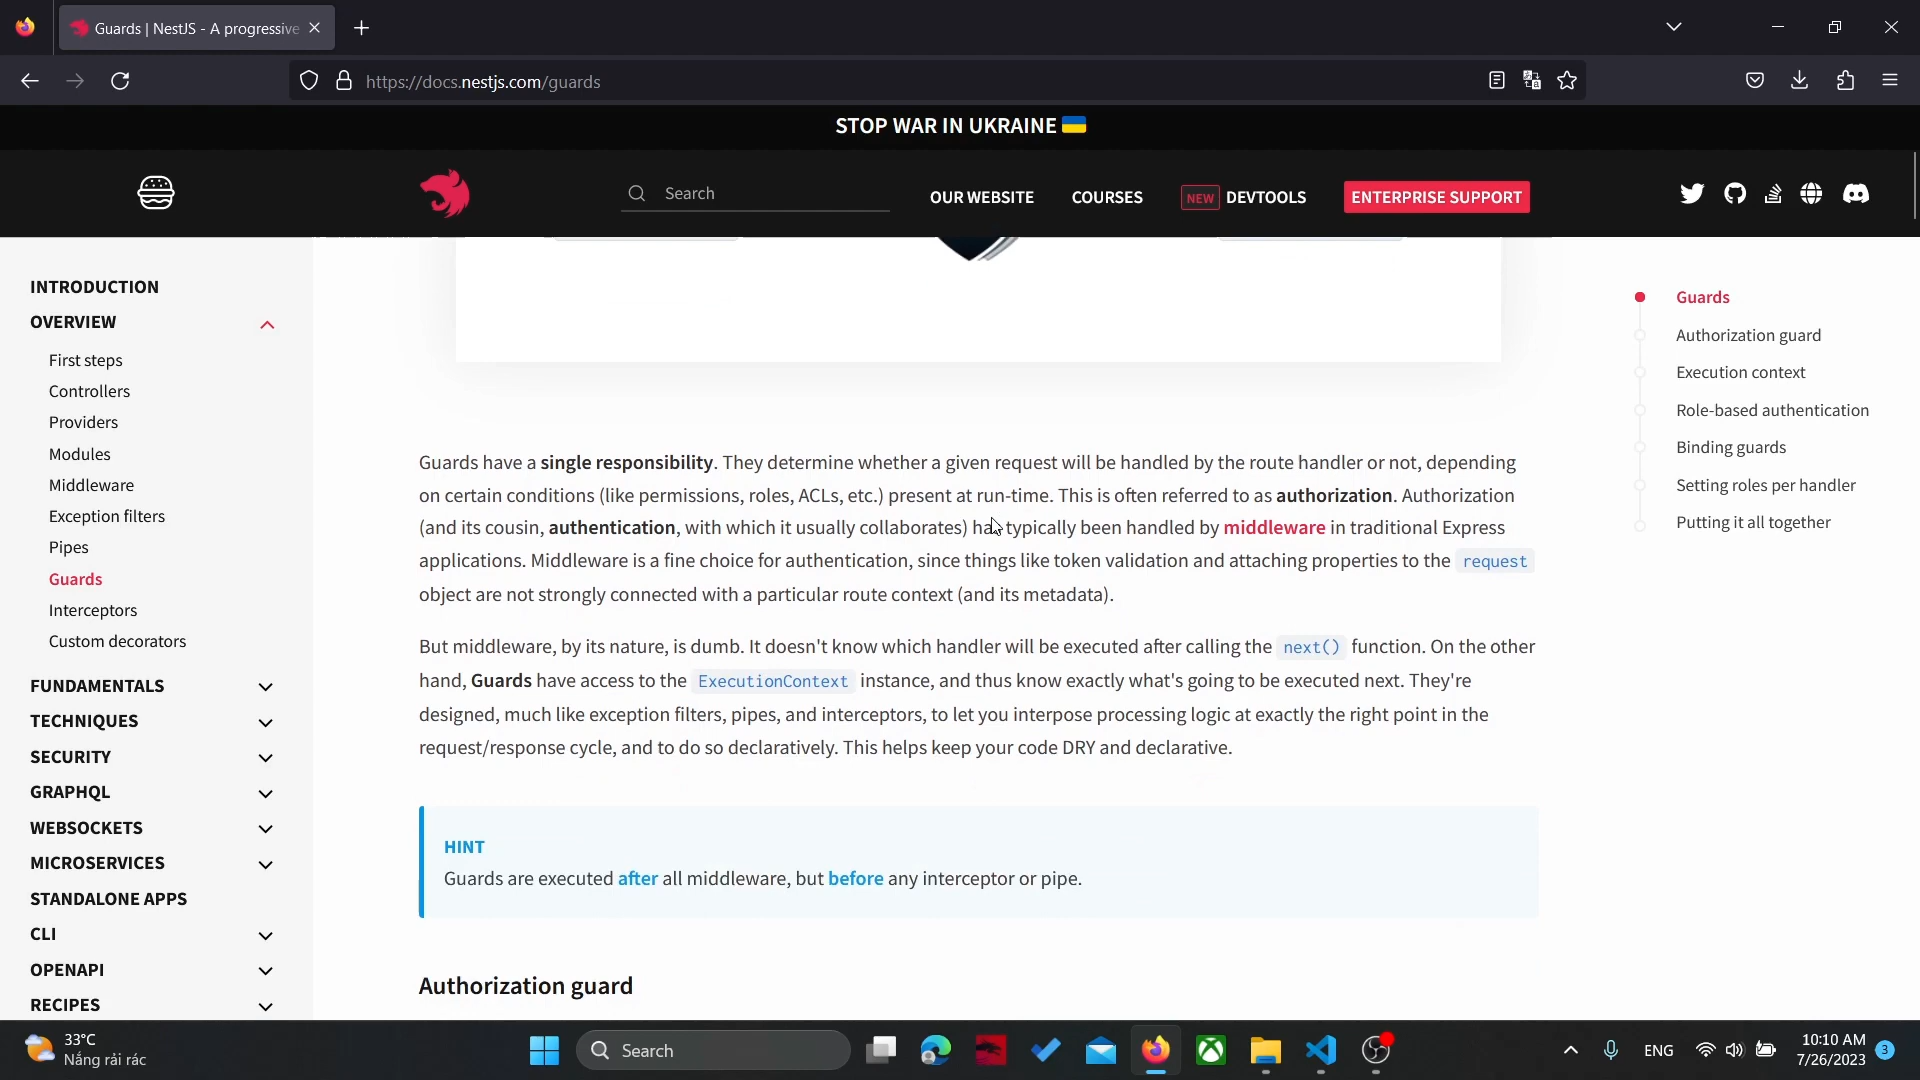 Guards | NestJS - A progressive
https://docs.nestjs.com/guards
STOP WAR IN UKRAINE 🇺🇦
Search
OUR WEBSITE
COURSES
NEW DEVTOOLS
ENTERPRISE SUPPORT
INTRODUCTION
OVERVIEW
First steps
Controllers
Providers
Modules
Middleware
Exception filters
Pipes
Guards
Interceptors
Custom decorators
FUNDAMENTALS
TECHNIQUES
SECURITY
GRAPHQL
WEBSOCKETS
MICROSERVICES
STANDALONE APPS
CLI
OPENAPI
RECIPES
Guards have a single responsibility. They determine whether a given request will be handled by the route handler or not, depending
on certain conditions (like permissions, roles, ACLs, etc.) present at run-time. This is often referred to as authorization. Authorization
(and its cousin, authentication, with which it usually collaborates) has typically been handled by middleware in traditional Express
applications. Middleware is a fine choice for authentication, since things like token validation and attaching properties to the request
object are not strongly connected with a particular route context (and its metadata).
But middleware, by its nature, is dumb. It doesn't know which handler will be executed after calling the next() function. On the other
hand, Guards have access to the ExecutionContext instance, and thus know exactly what's going to be executed next. They're
designed, much like exception filters, pipes, and interceptors, to let you interpose processing logic at exactly the right point in the
request/response cycle, and to do so declaratively. This helps keep your code DRY and declarative.
HINT
Guards are executed after all middleware, but before any interceptor or pipe.
Authorization guard
Guards
Authorization guard
Execution context
Role-based authentication
Binding guards
Setting roles per handler
Putting it all together
33°C
Nắng rải rác
Search
ENG
10:10 AM
7/26/2023
3